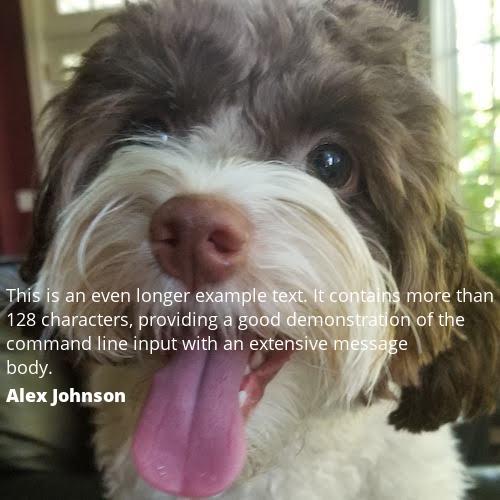 This is an even longer example text. It contains more than
128 characters, providing a good demonstration of the
command line input with an extensive message
body.
Alex Johnson